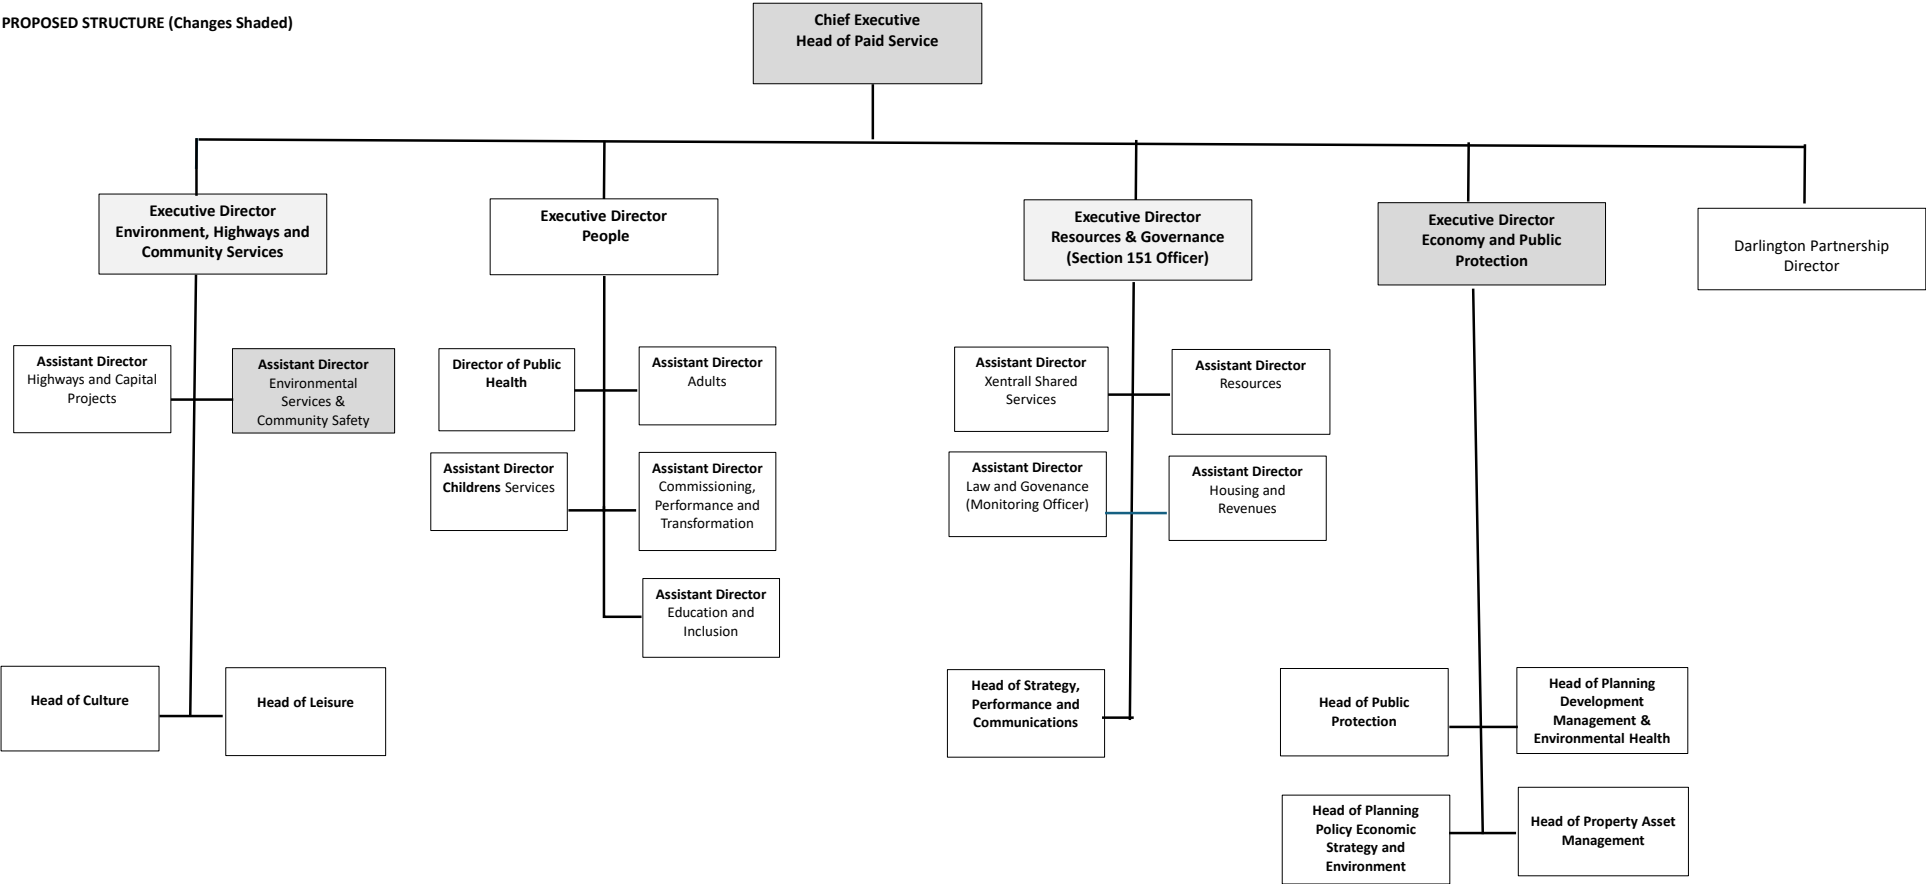 PROPOSED STRUCTURE (Changes Shaded)
Chief Executive
Head of Paid Service
Executive Director
Environment, Highways and
Community Services
Executive Director
People
Executive Director
Resources & Governance
(Section 151 Officer)
Executive Director
Economy and Public
Protection
Darlington Partnership
Director
Assistant Director
Highways and Capital
Projects
Assistant Director
Environmental
Services &
Community Safety
Director of Public
Health
Assistant Director
Adults
Assistant Director
Xentrall Shared
Services
Assistant Director
Resources
Assistant Director
Childrens Services
Assistant Director
Commissioning,
Performance and
Transformation
Assistant Director
Law and Govenance
(Monitoring Officer)
Assistant Director
Housing and
Revenues
Assistant Director
Education and
Inclusion
Head of Culture
Head of Leisure
Head of Strategy,
Performance and
Communications
Head of Public
Protection
Head of Planning
Development
Management &
Environmental Health
Head of Planning
Policy Economic
Strategy and
Environment
Head of Property Asset
Management